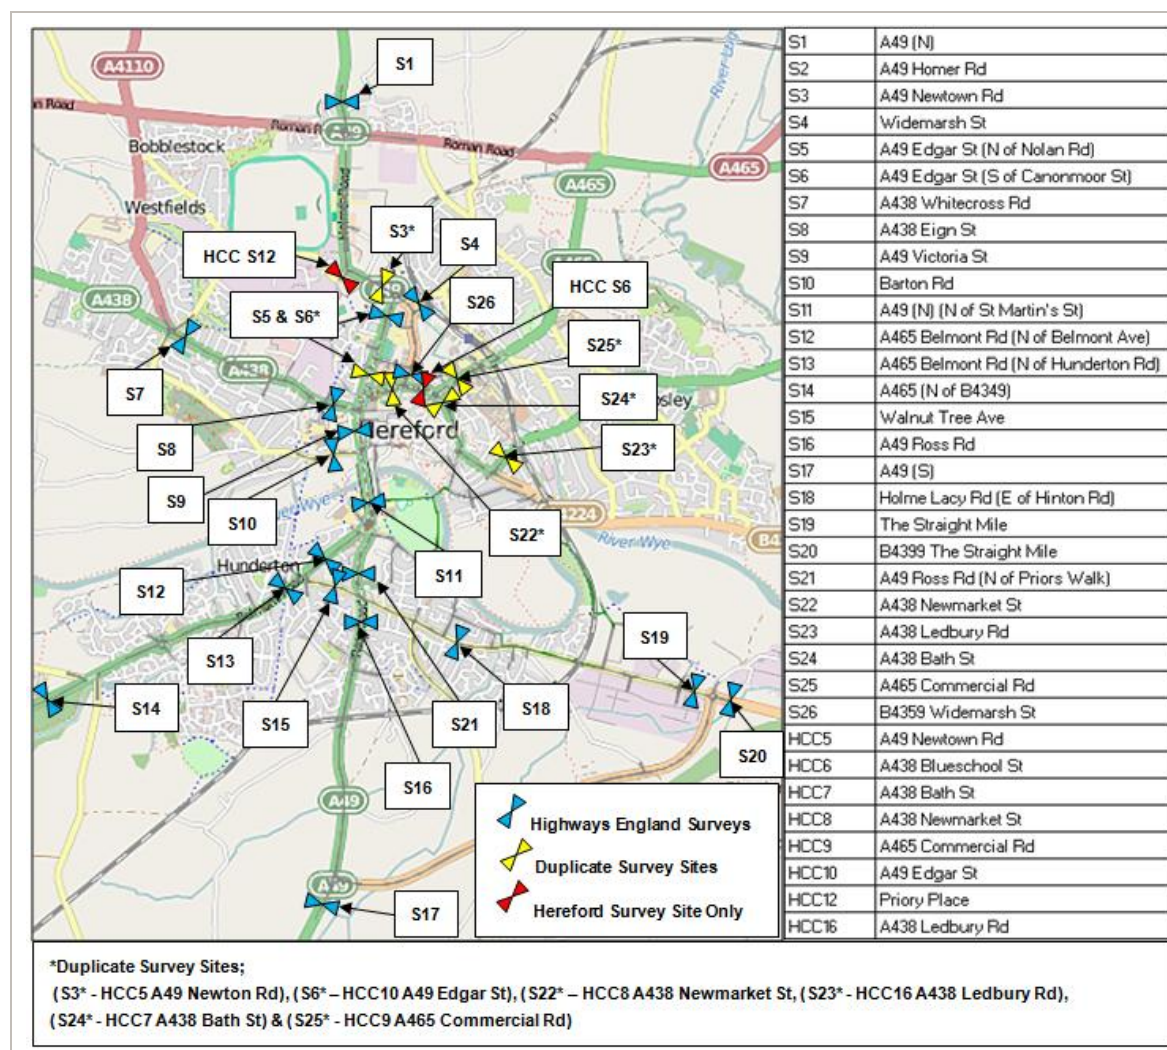 A4110
S1
River Lugg
Roman Road
A49
Roman Road
Bobblestock
A465
A465
Westfields
Holmer Road
S3*
S4
HCC S12
HCC S6
A438
S26
S5 & S6*
S25*
S7
A438
S24*
S8
Hereford
S23*
S9
S10
River Wye
S22*
River Wye
S11
Hunderton
S12
Belmont Road
S13
S19
S14
S15
S21
S18
S20
S16
A49
A49
S17
Highways England Surveys
Duplicate Survey Sites
Hereford Survey Site Only
S1 A49 (N)
S2 A49 Homer Rd
S3 A49 Newtown Rd
S4 Widemarsh St
S5 A49 Edgar St (N of Nolan Rd)
S6 A49 Edgar St (S of Canonmoor St)
S7 A438 Whitecross Rd
S8 A438 Eign St
S9 A49 Victoria St
S10 Barton Rd
S11 A49 (N) (N of St Martin's St)
S12 A465 Belmont Rd (N of Belmont Ave)
S13 A465 Belmont Rd (N of Hunderton Rd)
S14 A465 (N of B4349)
S15 Walnut Tree Ave
S16 A49 Ross Rd
S17 A49 (S)
S18 Holme Lacy Rd (E of Hinton Rd)
S19 The Straight Mile
S20 B4399 The Straight Mile
S21 A49 Ross Rd (N of Priors Walk)
S22 A438 Newmarket St
S23 A438 Ledbury Rd
S24 A438 Bath St
S25 A465 Commercial Rd
S26 B4359 Widemarsh St
HCC5 A49 Newtown Rd
HCC6 A438 Blueschool St
HCC7 A438 Bath St
HCC8 A438 Newmarket St
HCC9 A465 Commercial Rd
HCC10 A49 Edgar St
HCC12 Priory Place
HCC16 A438 Ledbury Rd
*Duplicate Survey Sites;
(S3* - HCC5 A49 Newton Rd), (S6* – HCC10 A49 Edgar St), (S22* – HCC8 A438 Newmarket St, (S23* - HCC16 A438 Ledbury Rd),
(S24* - HCC7 A438 Bath St) & (S25* - HCC9 A465 Commercial Rd)